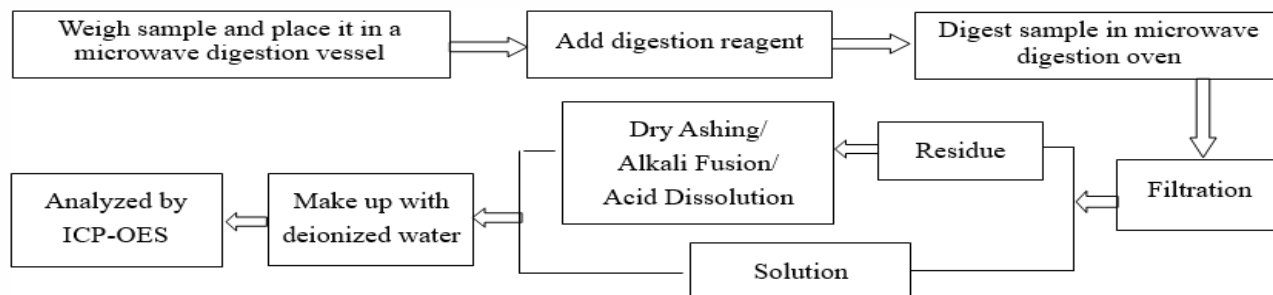 Weigh sample and place it in a
microwave digestion vessel
Add digestion reagent
Digest sample in microwave
digestion oven
Filtration
Residue
Dry Ashing/
Alkali Fusion/
Acid Dissolution
Solution
Make up with
deionized water
Analyzed by
ICP-OES